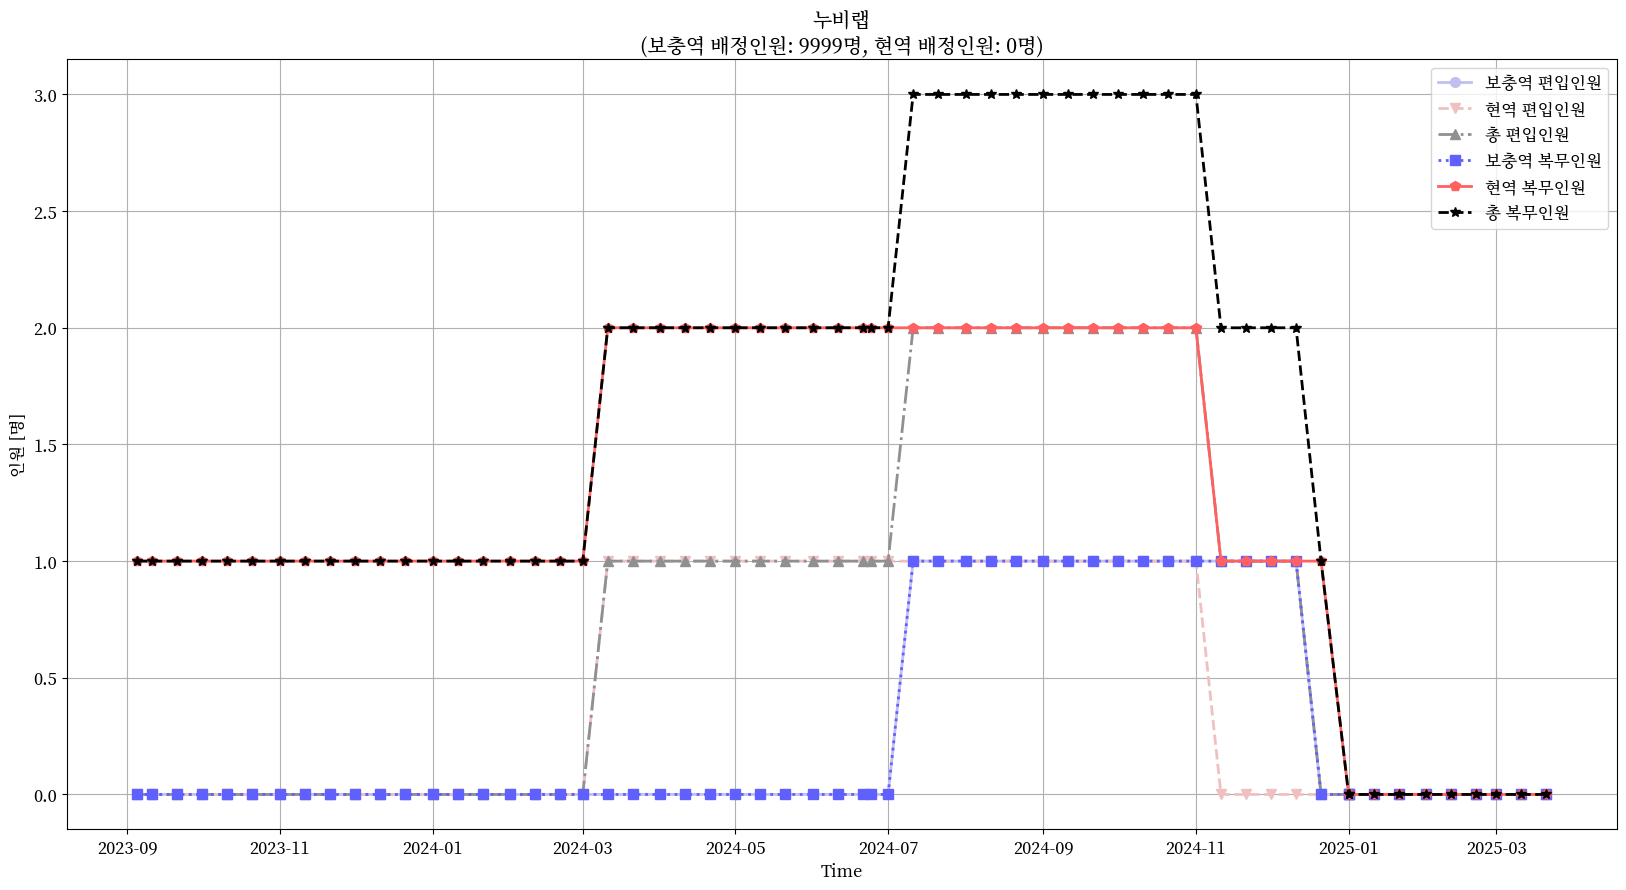 누비랩
(보충역 배정인원: 9999명, 현역 배정인원: 0명)
보충역 편입인원
현역 편입인원
총 편입인원
보충역 복무인원
현역 복무인원
총 복무인원
3.0
2.5
2.0
1.5
1.0
0.5
0.0
인원 [명]
2023-09 2023-11 2024-01 2024-03 2024-05 2024-07 2024-09 2024-11 2025-01 2025-03
Time